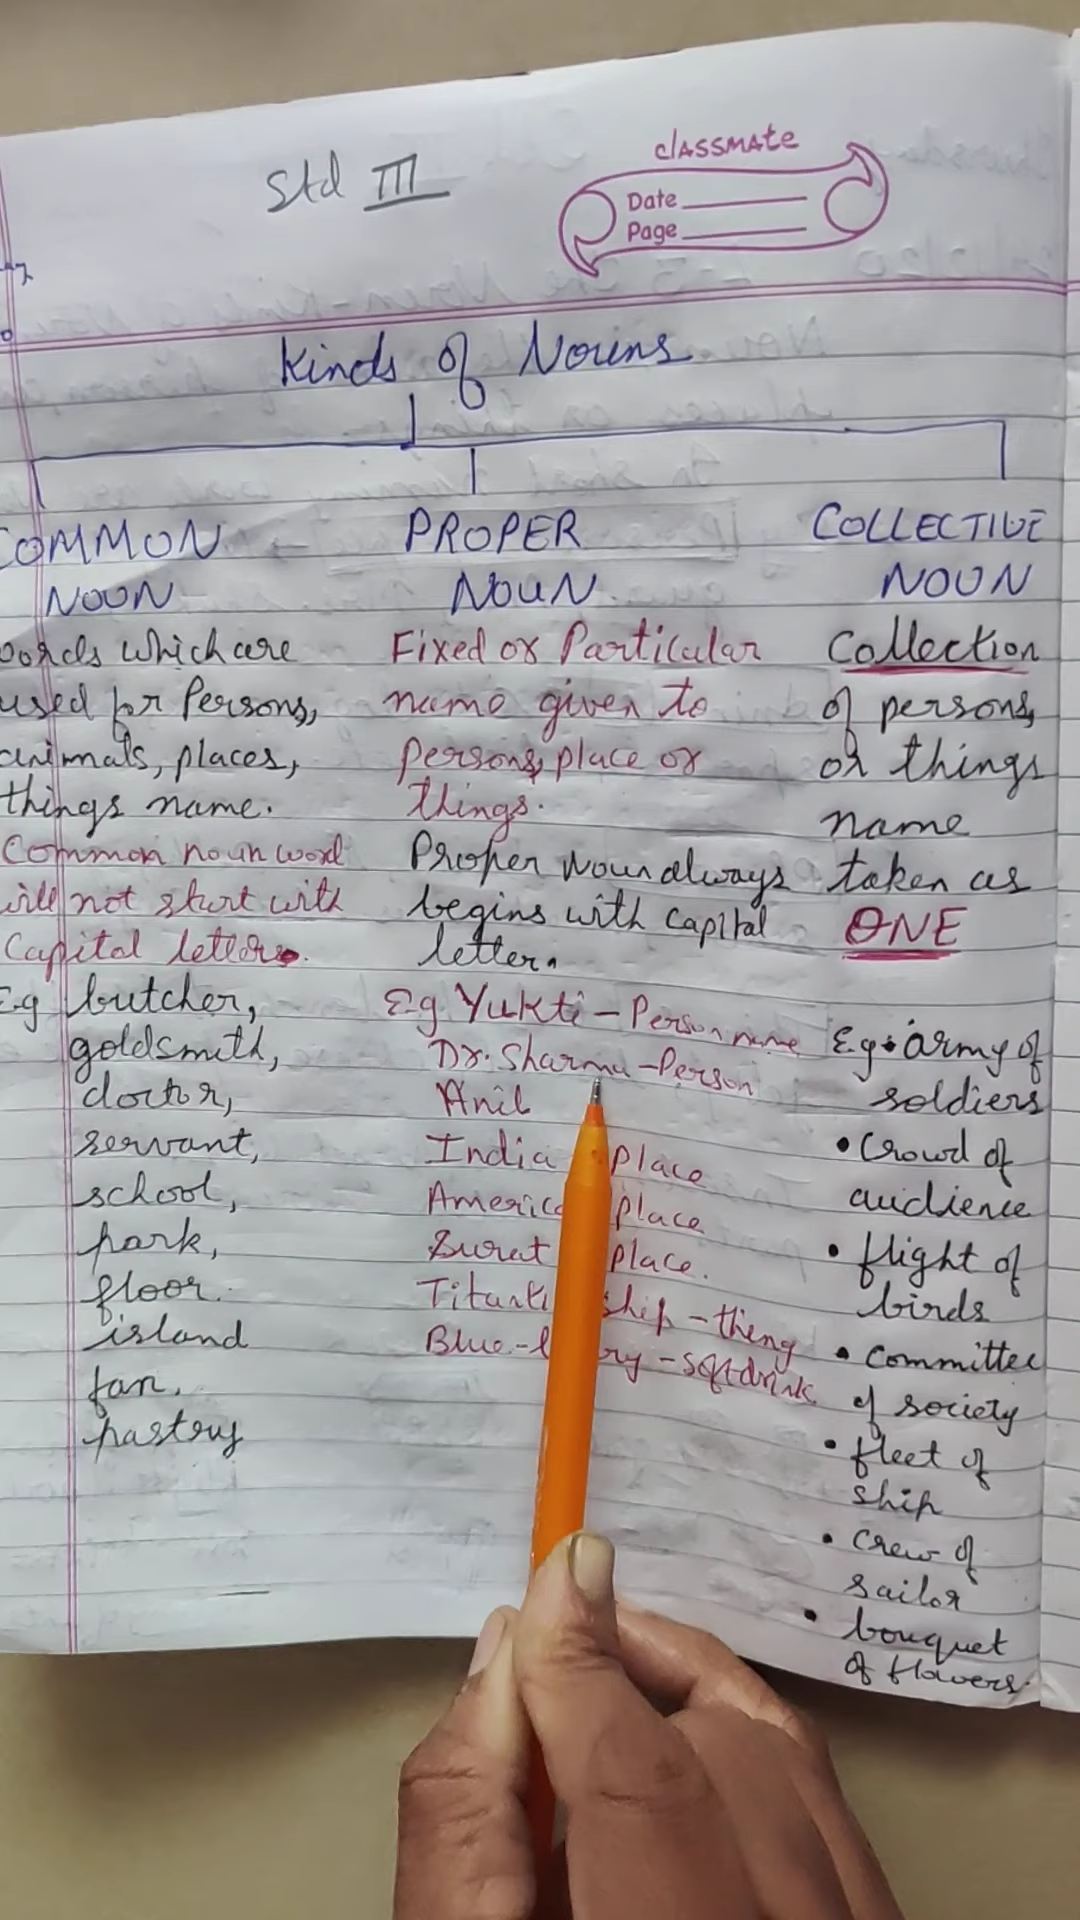 Std III
classmate
Date
Page
Kinds of Nouns
COMMON
NOUN
words which are
used for Persons,
animals, places,
things name.
Common noun word
will not start with
Capital letters.
E.g butcher,
goldsmith,
doctor,
servant,
school,
park,
floor.
island
fan.
pastry
PROPER
NOUN.
Fixed or Particular
name given to
Persons, place or
things.
Proper Noun always
begins with capital
letter.
E.g Yukti - Person name
Dr. Sharma - Person
Anil
India place
America place
Surat place.
ship - thing
Blue - softdrink
COLLECTIVE
NOUN
Collection
of persons,
or things
name
taken as
ONE
E.g • army of
soldiers
• Crowd of
audience
• flight of
birds
• committee
of society
• fleet of
ship
• crew of
sailor
• bouquet
of flowers.